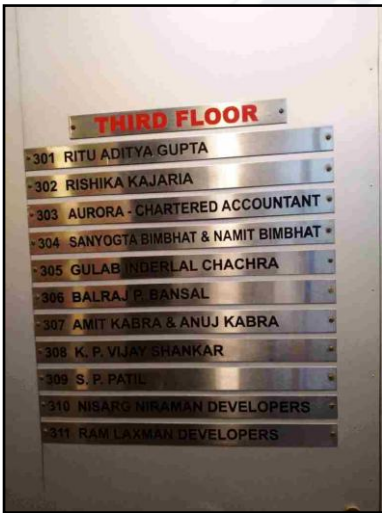 THIRD FLOOR
301 RITU ADITYA GUPTA
302 RISHIKA KAJARIA
303 AURORA - CHARTERED ACCOUNTANT
304 SANYOGTA BIMBHAT & NAMIT BIMBHAT
305 GULAB INDERLAL CHACHRA
306 BALRAJ P. BANSAL
307 AMIT KABRA & ANUJ KABRA
308 K. P. VIJAY SHANKAR
309 S. P. PATIL
310 NISARG NIRAMAN DEVELOPERS
311 RAM LAXMAN DEVELOPERS